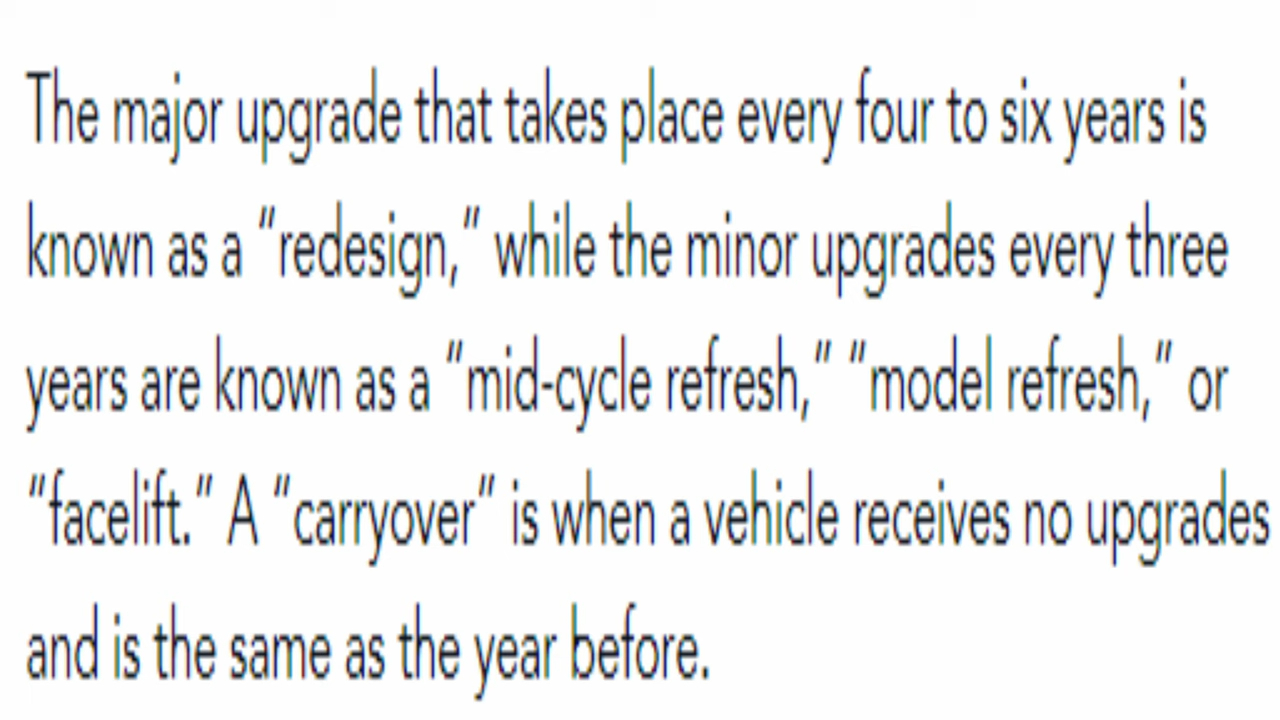 The major upgrade that takes place every four to six years is
known as a “redesign,” while the minor upgrades every three
years are known as a “mid-cycle refresh,” “model refresh,” or
“facelift.” A “carryover” is when a vehicle receives no upgrades
and is the same as the year before.